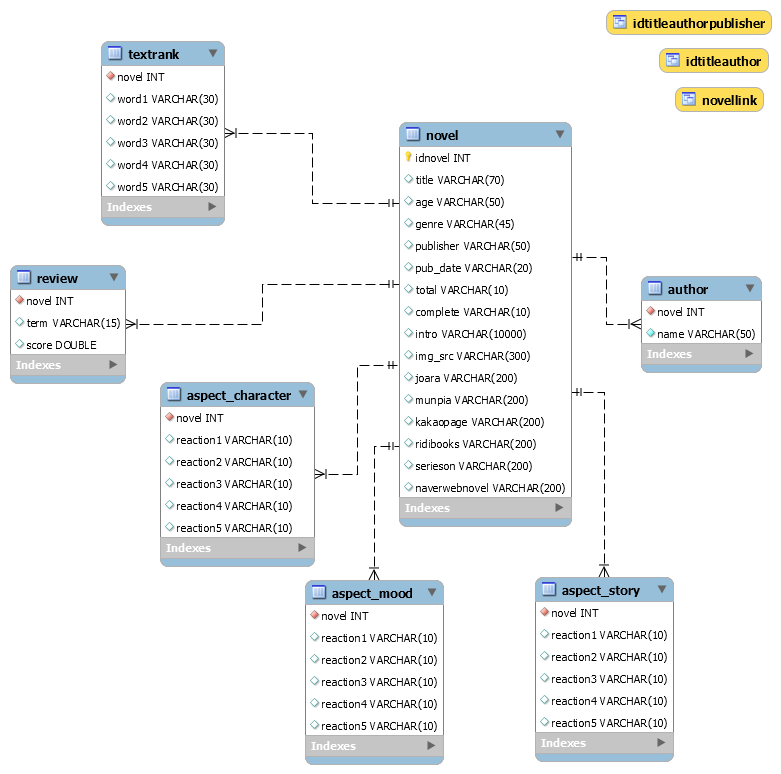 idtitleauthorpublisher
idtitleauthor
novellink
textrank
novel INT
word1 VARCHAR(30)
word2 VARCHAR(30)
word3 VARCHAR(30)
word4 VARCHAR(30)
word5 VARCHAR(30)
Indexes
novel
idnovel INT
title VARCHAR(70)
age VARCHAR(50)
genre VARCHAR(45)
publisher VARCHAR(50)
pub_date VARCHAR(20)
total VARCHAR(10)
complete VARCHAR(10)
intro VARCHAR(10000)
img_src VARCHAR(300)
joara VARCHAR(200)
munpia VARCHAR(200)
kakaopage VARCHAR(200)
ridibooks VARCHAR(200)
serieson VARCHAR(200)
naverwebnovel VARCHAR(200)
Indexes
review
novel INT
term VARCHAR(15)
score DOUBLE
Indexes
author
novel INT
name VARCHAR(50)
Indexes
aspect_character
novel INT
reaction1 VARCHAR(10)
reaction2 VARCHAR(10)
reaction3 VARCHAR(10)
reaction4 VARCHAR(10)
reaction5 VARCHAR(10)
Indexes
aspect_mood
novel INT
reaction1 VARCHAR(10)
reaction2 VARCHAR(10)
reaction3 VARCHAR(10)
reaction4 VARCHAR(10)
reaction5 VARCHAR(10)
Indexes
aspect_story
novel INT
reaction1 VARCHAR(10)
reaction2 VARCHAR(10)
reaction3 VARCHAR(10)
reaction4 VARCHAR(10)
reaction5 VARCHAR(10)
Indexes